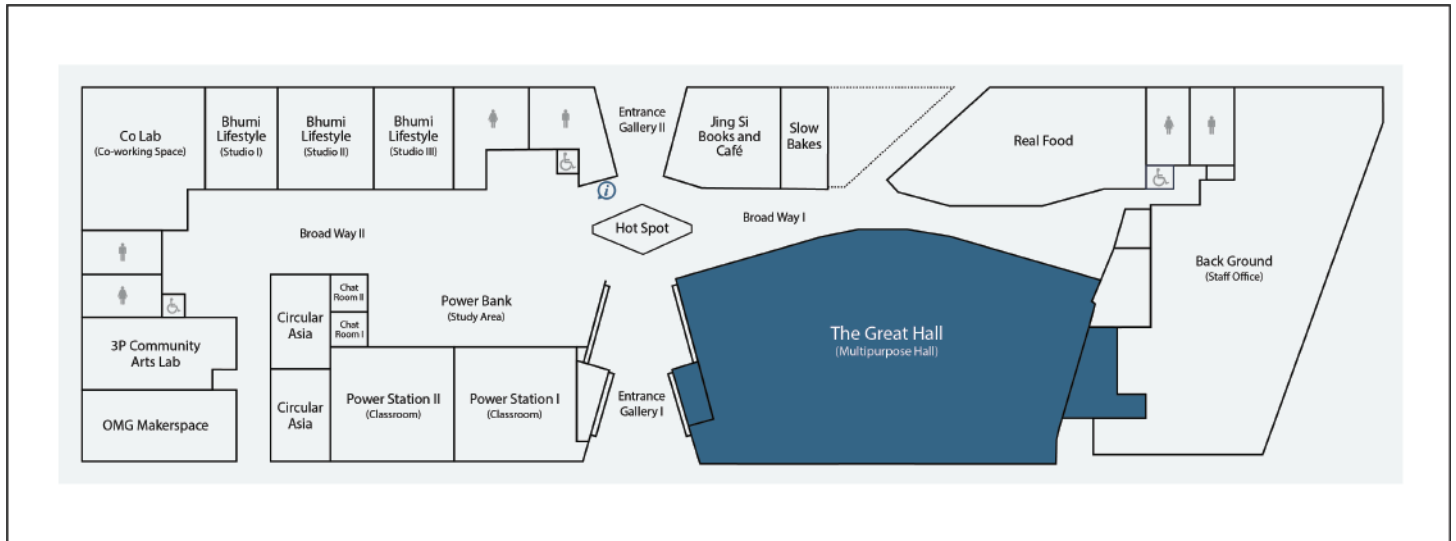 Co Lab
(Co-working Space)
Bhumi
Lifestyle
(Studio I)
Bhumi
Lifestyle
(Studio II)
Bhumi
Lifestyle
(Studio III)
Entrance
Gallery II
Jing Si
Books and
Café
Slow
Bakes
Real Food
i
Hot Spot
Broad Way I
Broad Way II
Back Ground
(Staff Office)
Chat
Room II
Chat
Room I
Circular
Asia
Power Bank
(Study Area)
The Great Hall
(Multipurpose Hall)
3P Community
Arts Lab
Circular
Asia
Power Station II
(Classroom)
Power Station I
(Classroom)
Entrance
Gallery I
OMG Makerspace